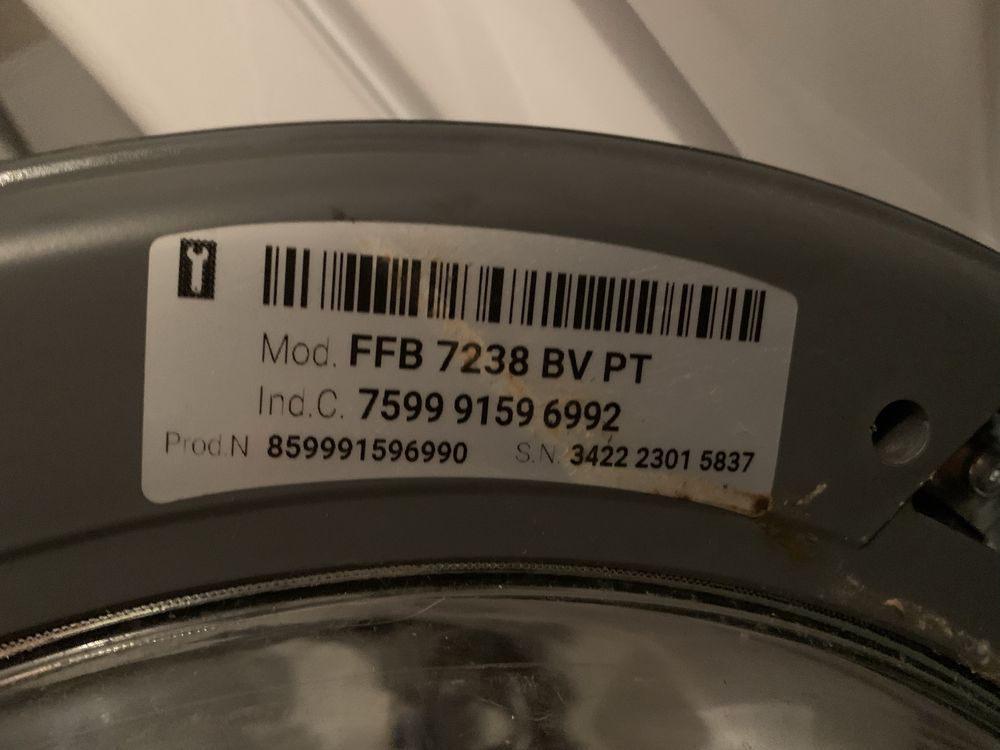 Mod. FFB 7238 BV PT
Ind.C. 7599 9159 6992
Prod.N 859991596990 S.N. 3422 2301 5837